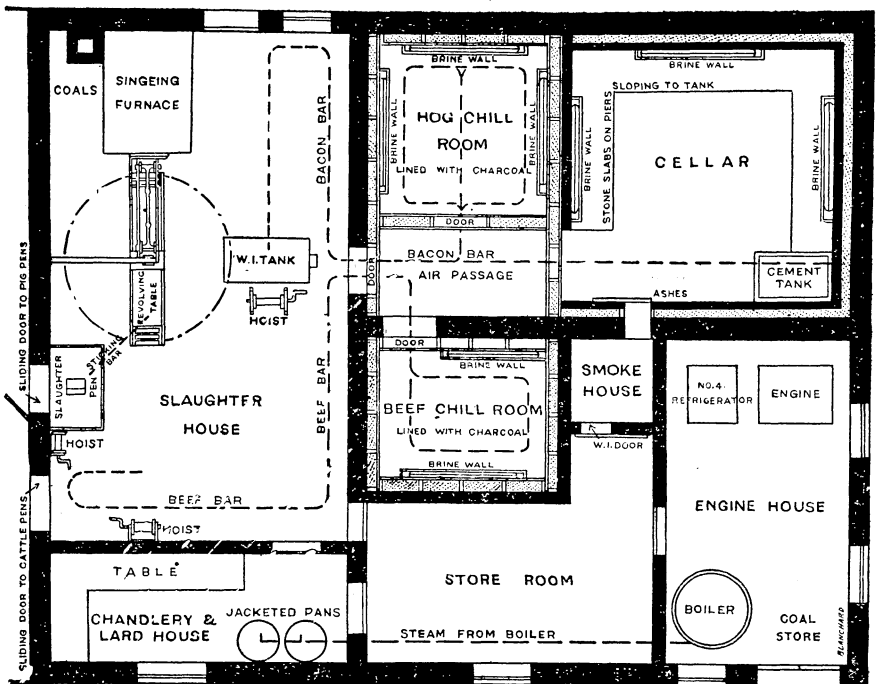 COALS
SINGEING
FURNACE
BACON BAR
BRINE WALL
BRINE WALL
HOG CHILL
ROOM
LINED WITH CHARCOAL
BRINE WALL
DOOR
BRINE WALL
SLOPING TO TANK
BRINE WALL
STONE SLABS ON PIERS
CELLAR
BRINE WALL
W.I. TANK
HOIST
REVOLVING
TABLE
DOOR
BACON BAR
AIR PASSAGE
CEMENT
TANK
ASHES
SLIDING DOOR TO PIG PENS
STICKING
BAR
SLAUGHTER
PEN
HOIST
SLAUGHTER
HOUSE
BEEF BAR
DOOR
BRINE WALL
BEEF CHILL ROOM
LINED WITH CHARCOAL
BRINE WALL
SMOKE
HOUSE
W.I. DOOR
NO. 4.
REFRIGERATOR
ENGINE
BEEF BAR
HOIST
ENGINE HOUSE
SLIDING DOOR TO CATTLE PENS
TABLE
CHANDLERY &
LARD HOUSE
JACKETED PANS
STORE ROOM
STEAM FROM BOILER
BOILER
COAL
STORE
BLANCHARD